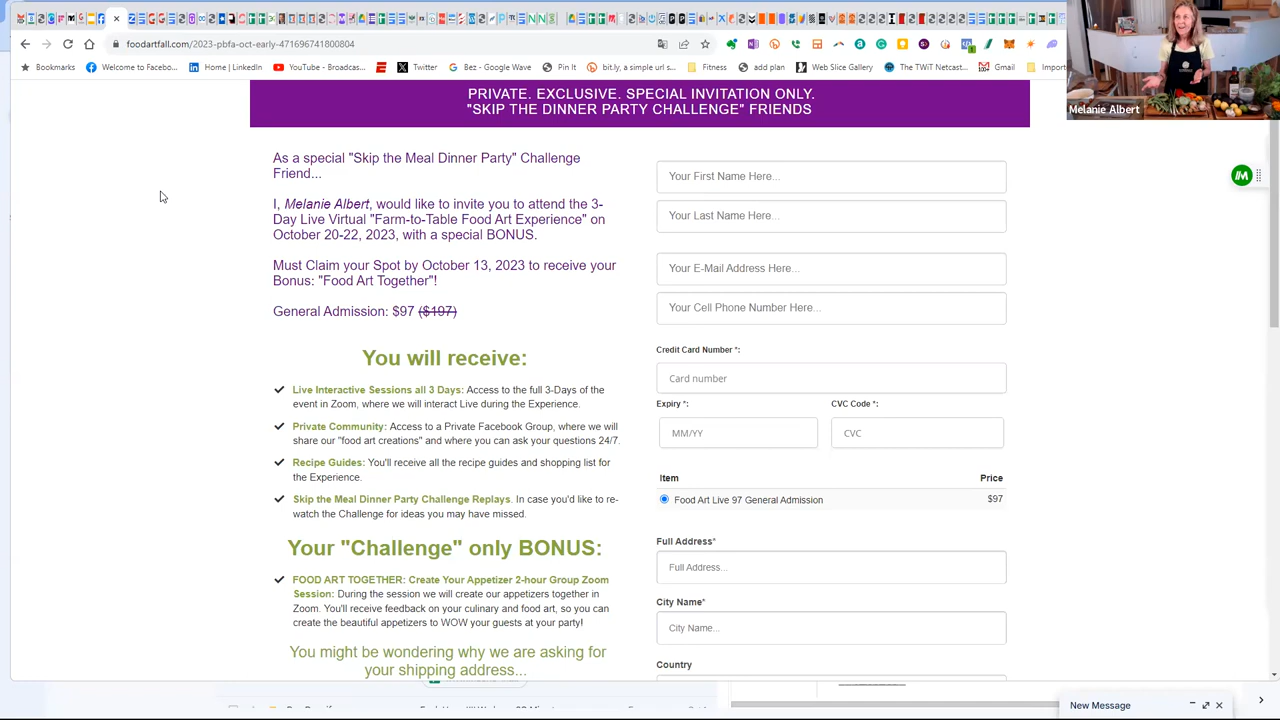 foodartfall.com/2023-pbfa-oct-early-471696741800804
Bookmarks
Welcome to Facebo...
Home | LinkedIn
YouTube - Broadcas...
Twitter
Bez - Google Wave
Pin It
bit.ly, a simple url s...
Fitness
add plan
Web Slice Gallery
The TWiT Netcast...
Gmail
Import
Melanie Albert
PRIVATE. EXCLUSIVE. SPECIAL INVITATION ONLY.
"SKIP THE DINNER PARTY CHALLENGE" FRIENDS
As a special "Skip the Meal Dinner Party" Challenge
Friend...
I, Melanie Albert, would like to invite you to attend the 3-
Day Live Virtual "Farm-to-Table Food Art Experience" on
October 20-22, 2023, with a special BONUS.
Must Claim your Spot by October 13, 2023 to receive your
Bonus: "Food Art Together"!
General Admission: $97 ($197)
You will receive:
Live Interactive Sessions all 3 Days: Access to the full 3-Days of the
event in Zoom, where we will interact Live during the Experience.
Private Community: Access to a Private Facebook Group, where we will
share our "food art creations" and where you can ask your questions 24/7.
Recipe Guides: You'll receive all the recipe guides and shopping list for
the Experience.
Skip the Meal Dinner Party Challenge Replays. In case you'd like to re-
watch the Challenge for ideas you may have missed.
Your "Challenge" only BONUS:
FOOD ART TOGETHER: Create Your Appetizer 2-hour Group Zoom
Session: During the session we will create our appetizers together in
Zoom. You'll receive feedback on your culinary and food art, so you can
create the beautiful appetizers to WOW your guests at your party!
You might be wondering why we are asking for
your shipping address...
Your First Name Here...
Your Last Name Here...
Your E-Mail Address Here...
Your Cell Phone Number Here...
Credit Card Number *:
Card number
Expiry *: CVC Code *:
MM/YY CVC
Item Price
Food Art Live 97 General Admission $97
Full Address*
Full Address...
City Name*
City Name...
Country
New Message